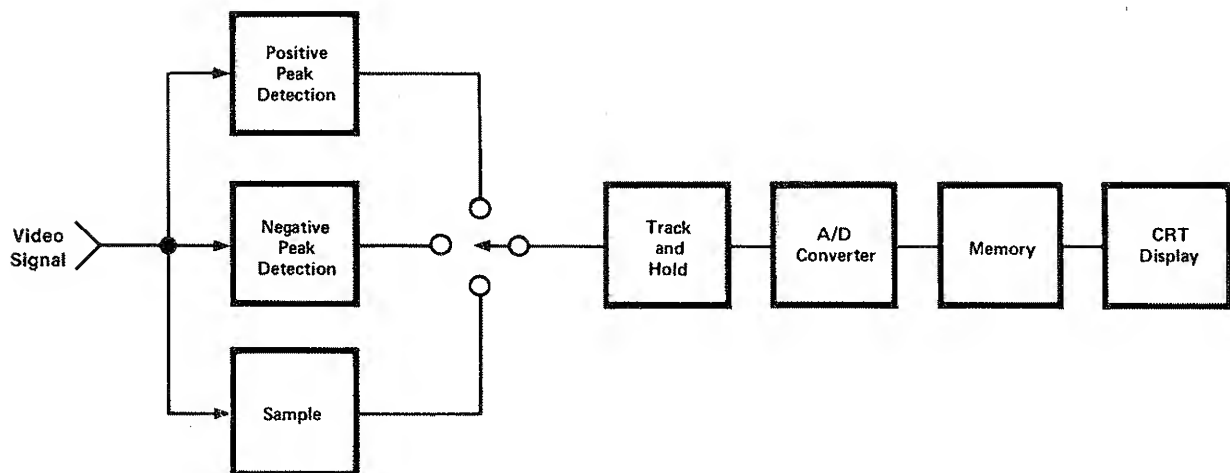 Positive
Peak
Detection
Video
Signal
Negative
Peak
Detection
Sample
Track
and
Hold
A/D
Converter
Memory
CRT
Display